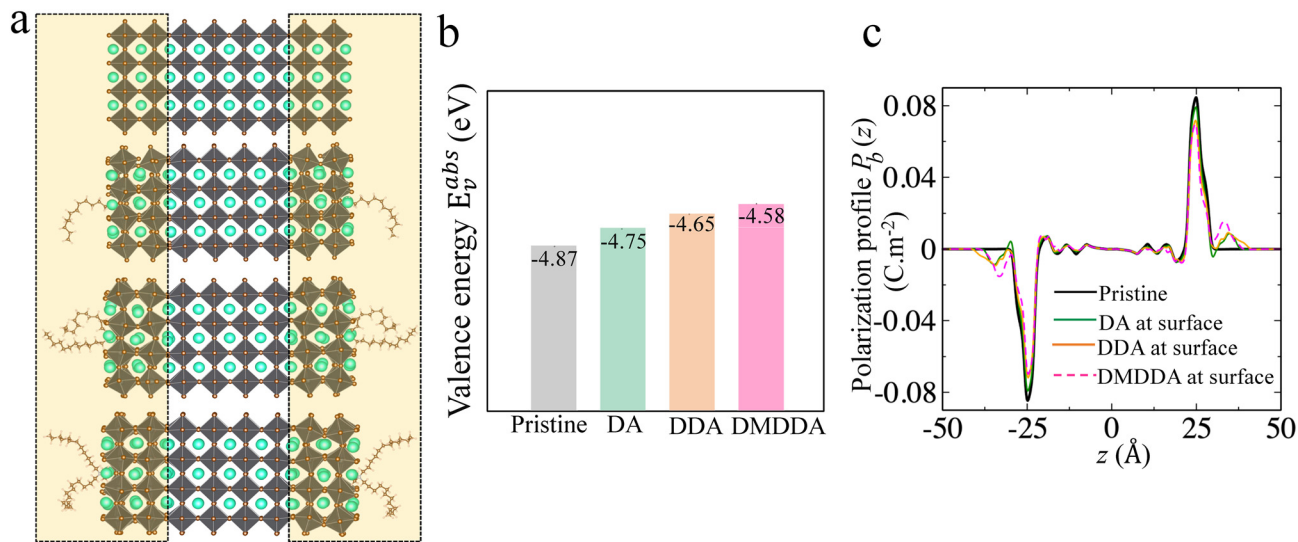 a
b
Valence energy E_v^abs (eV)
-4.87
-4.75
-4.65
-4.58
Pristine
DA
DDA
DMDDA
c
Polarization profile P_b (z)
(C.m⁻²)
0.08
0.04
0
-0.04
-0.08
Pristine
DA at surface
DDA at surface
DMDDA at surface
-50
-25
0
25
50
z (Å)